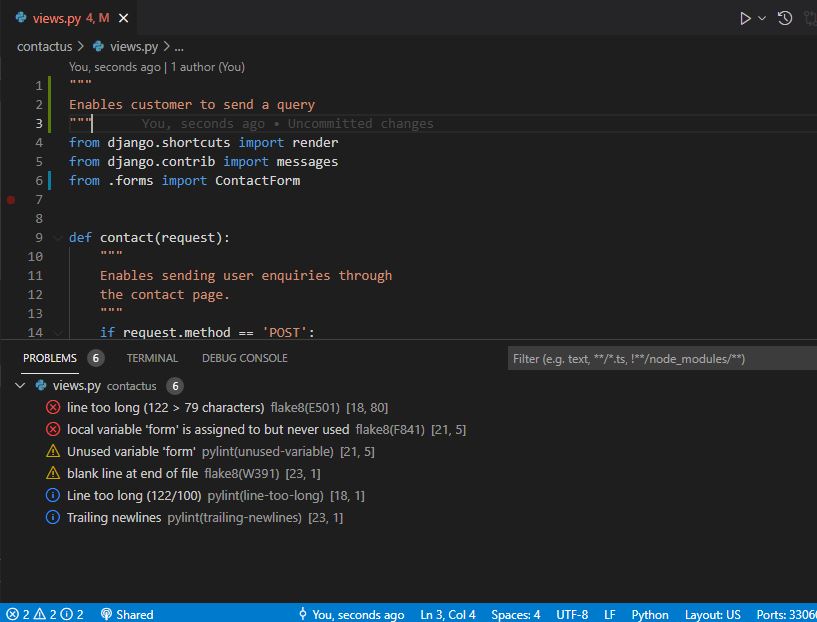 views.py 4, M
contactus > views.py > ...
You, seconds ago | 1 author (You)
1 """
2 Enables customer to send a query
3 """ You, seconds ago • Uncommitted changes
4 from django.shortcuts import render
5 from django.contrib import messages
6 from .forms import ContactForm
7
8
9 def contact(request):
10 """
11 Enables sending user enquiries through
12 the contact page.
13 """
14 if request.method == 'POST':
PROBLEMS 6 TERMINAL DEBUG CONSOLE Filter (e.g. text, **/*.ts, !**/node_modules/**)
views.py contactus 6
line too long (122 > 79 characters) flake8(E501) [18, 80]
local variable 'form' is assigned to but never used flake8(F841) [21, 5]
Unused variable 'form' pylint(unused-variable) [21, 5]
blank line at end of file flake8(W391) [23, 1]
Line too long (122/100) pylint(line-too-long) [18, 1]
Trailing newlines pylint(trailing-newlines) [23, 1]
2 2 2 Shared You, seconds ago Ln 3, Col 4 Spaces: 4 UTF-8 LF Python Layout: US Ports: 3306